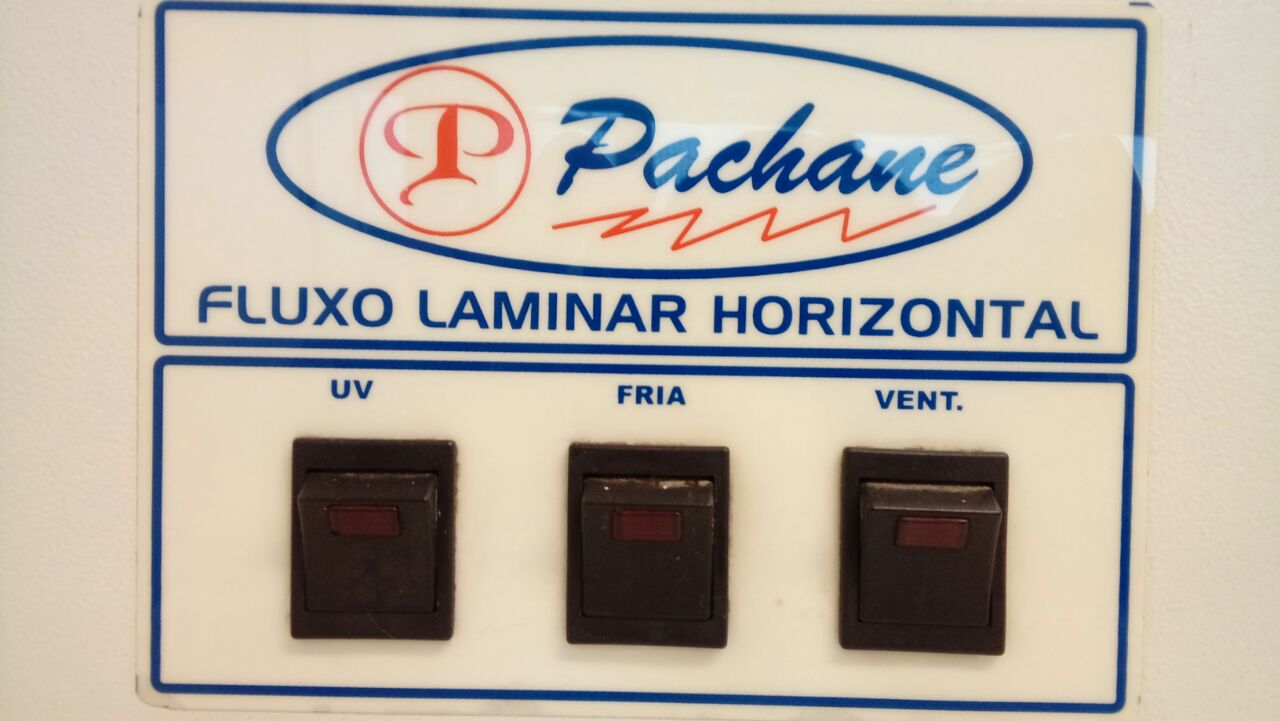 P Pachane
FLUXO LAMINAR HORIZONTAL
UV FRIA VENT.